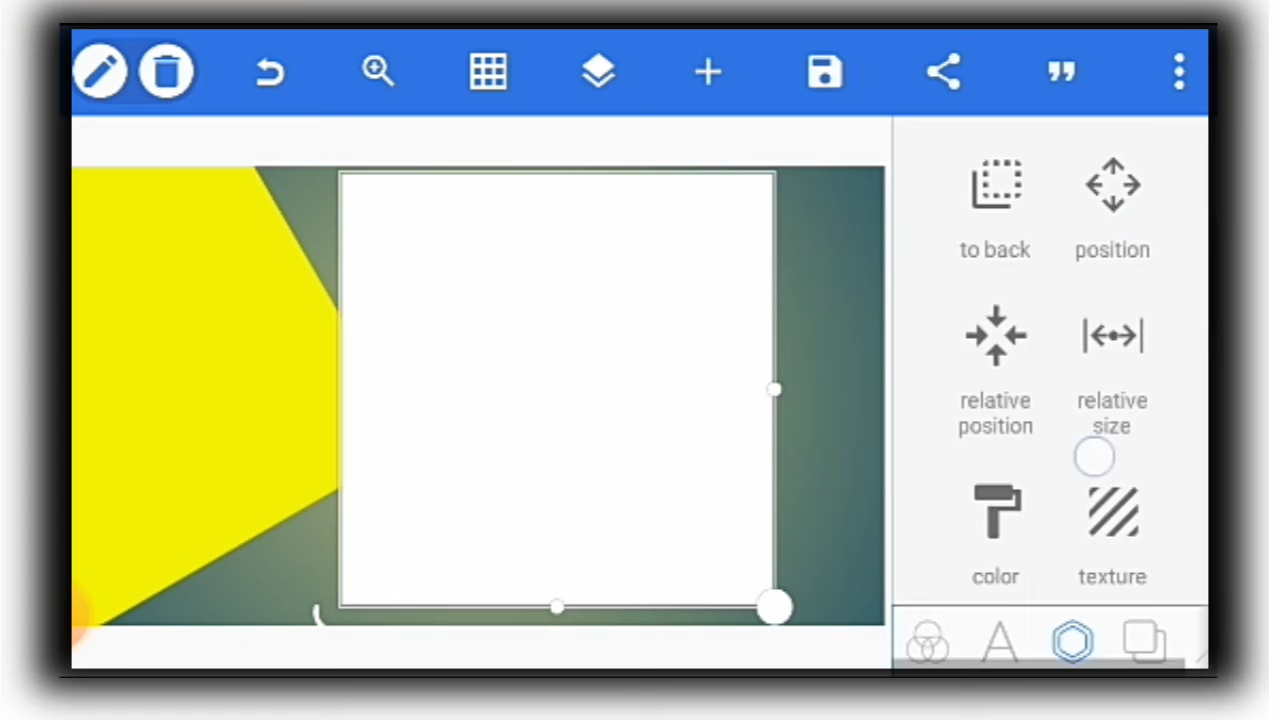 to back
position
relative
position
relative
size
color
texture